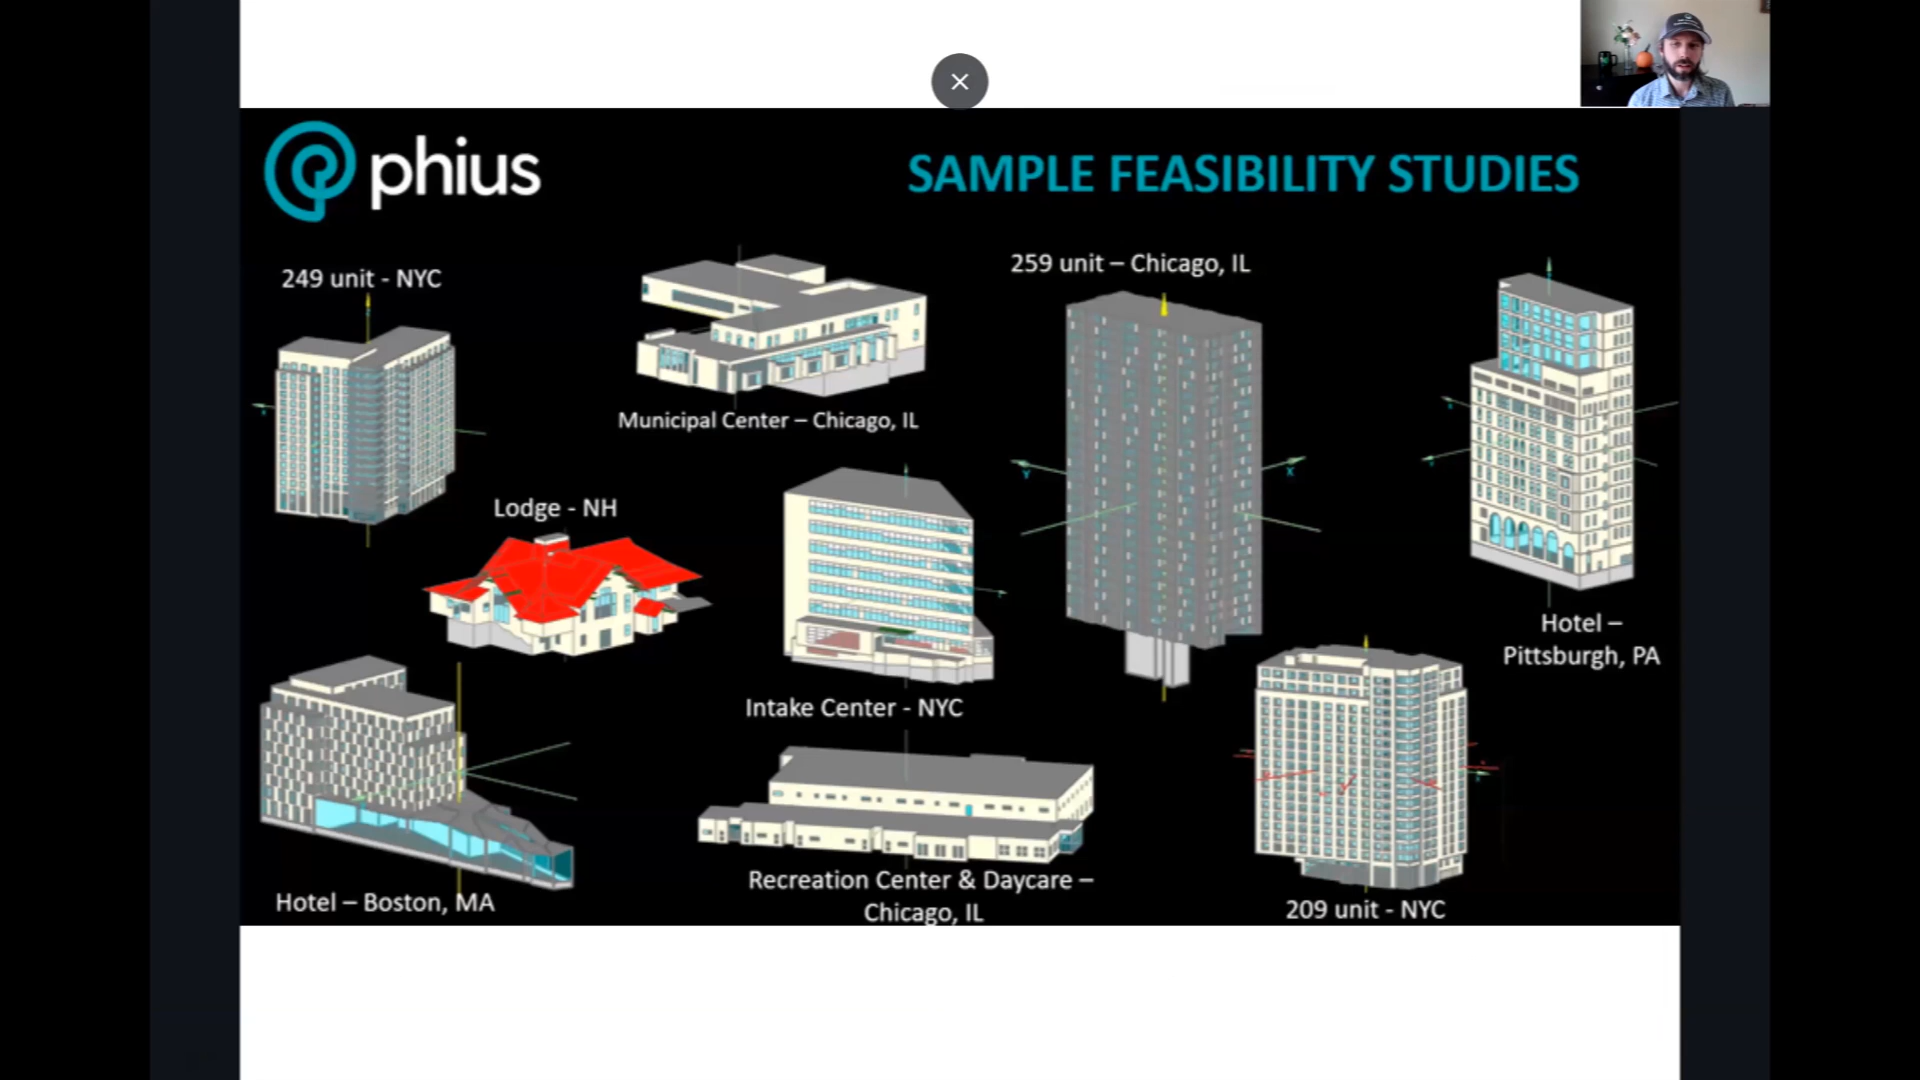 phius
SAMPLE FEASIBILITY STUDIES
249 unit - NYC
Municipal Center – Chicago, IL
259 unit – Chicago, IL
Hotel –
Pittsburgh, PA
Lodge - NH
Intake Center - NYC
Hotel – Boston, MA
Recreation Center & Daycare –
Chicago, IL
209 unit - NYC